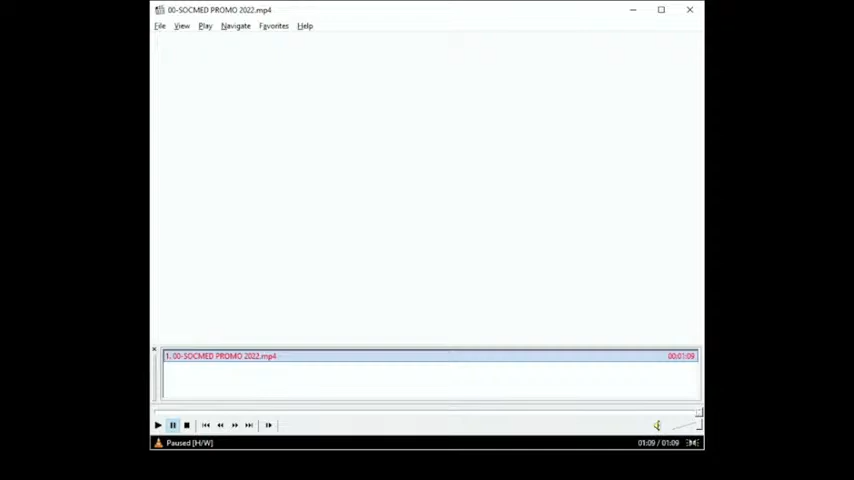 00-SOCMED PROMO 2022.mp4
File View Play Navigate Favorites Help
1. 00-SOCMED PROMO 2022.mp4 00:01:09
Paused [H/W] 01:09 / 01:09